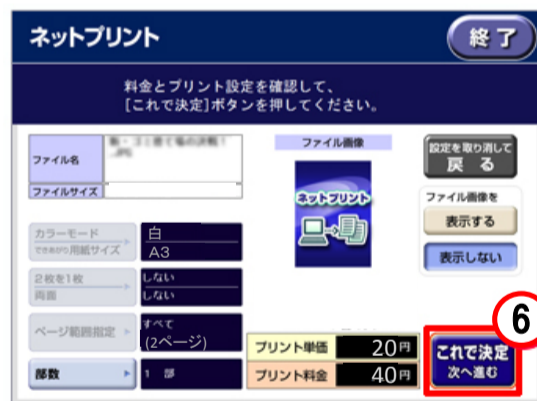 ネットプリント
終了
料金とプリント設定を確認して、
[これで決定]ボタンを押してください。
ファイル名
ファイルサイズ
ファイル画像
ネットプリント
設定を取り消して
戻る
ファイル画像を
表示する
表示しない
カラーモード
できあがり用紙サイズ
白
A3
2枚を1枚
両面
しない
しない
ページ範囲指定
すべて
(2ページ)
部数
1 部
プリント単価 20円
プリント料金 40円
6
これで決定
次へ進む